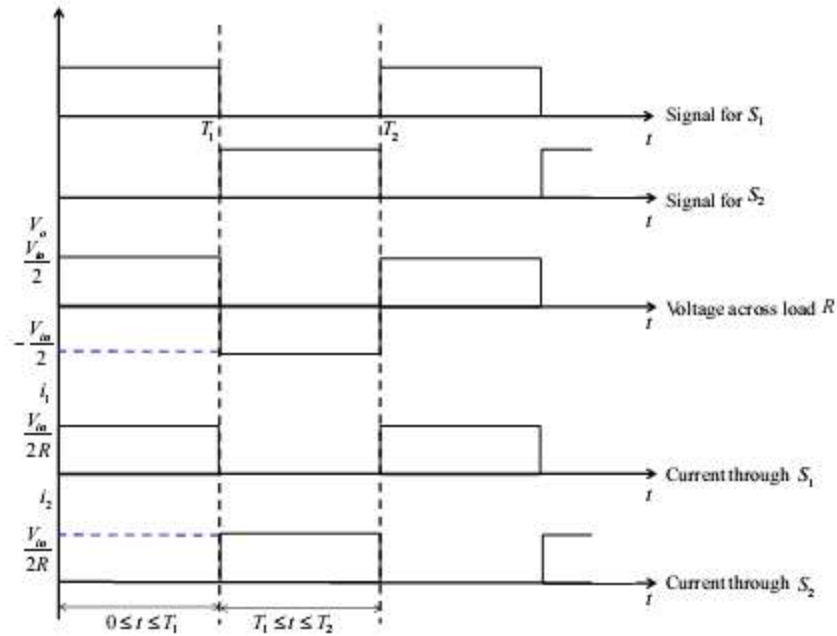 Signal for S₁
t
T₁
T₂
Signal for S₂
t
Vₒ
Vᵢₙ
2
Voltage across load R
t
- Vᵢₙ
2
i₁
Vᵢₙ
2R
Current through S₁
t
i₂
Vᵢₙ
2R
Current through S₂
t
0 ≤ t ≤ T₁
T₁ ≤ t ≤ T₂